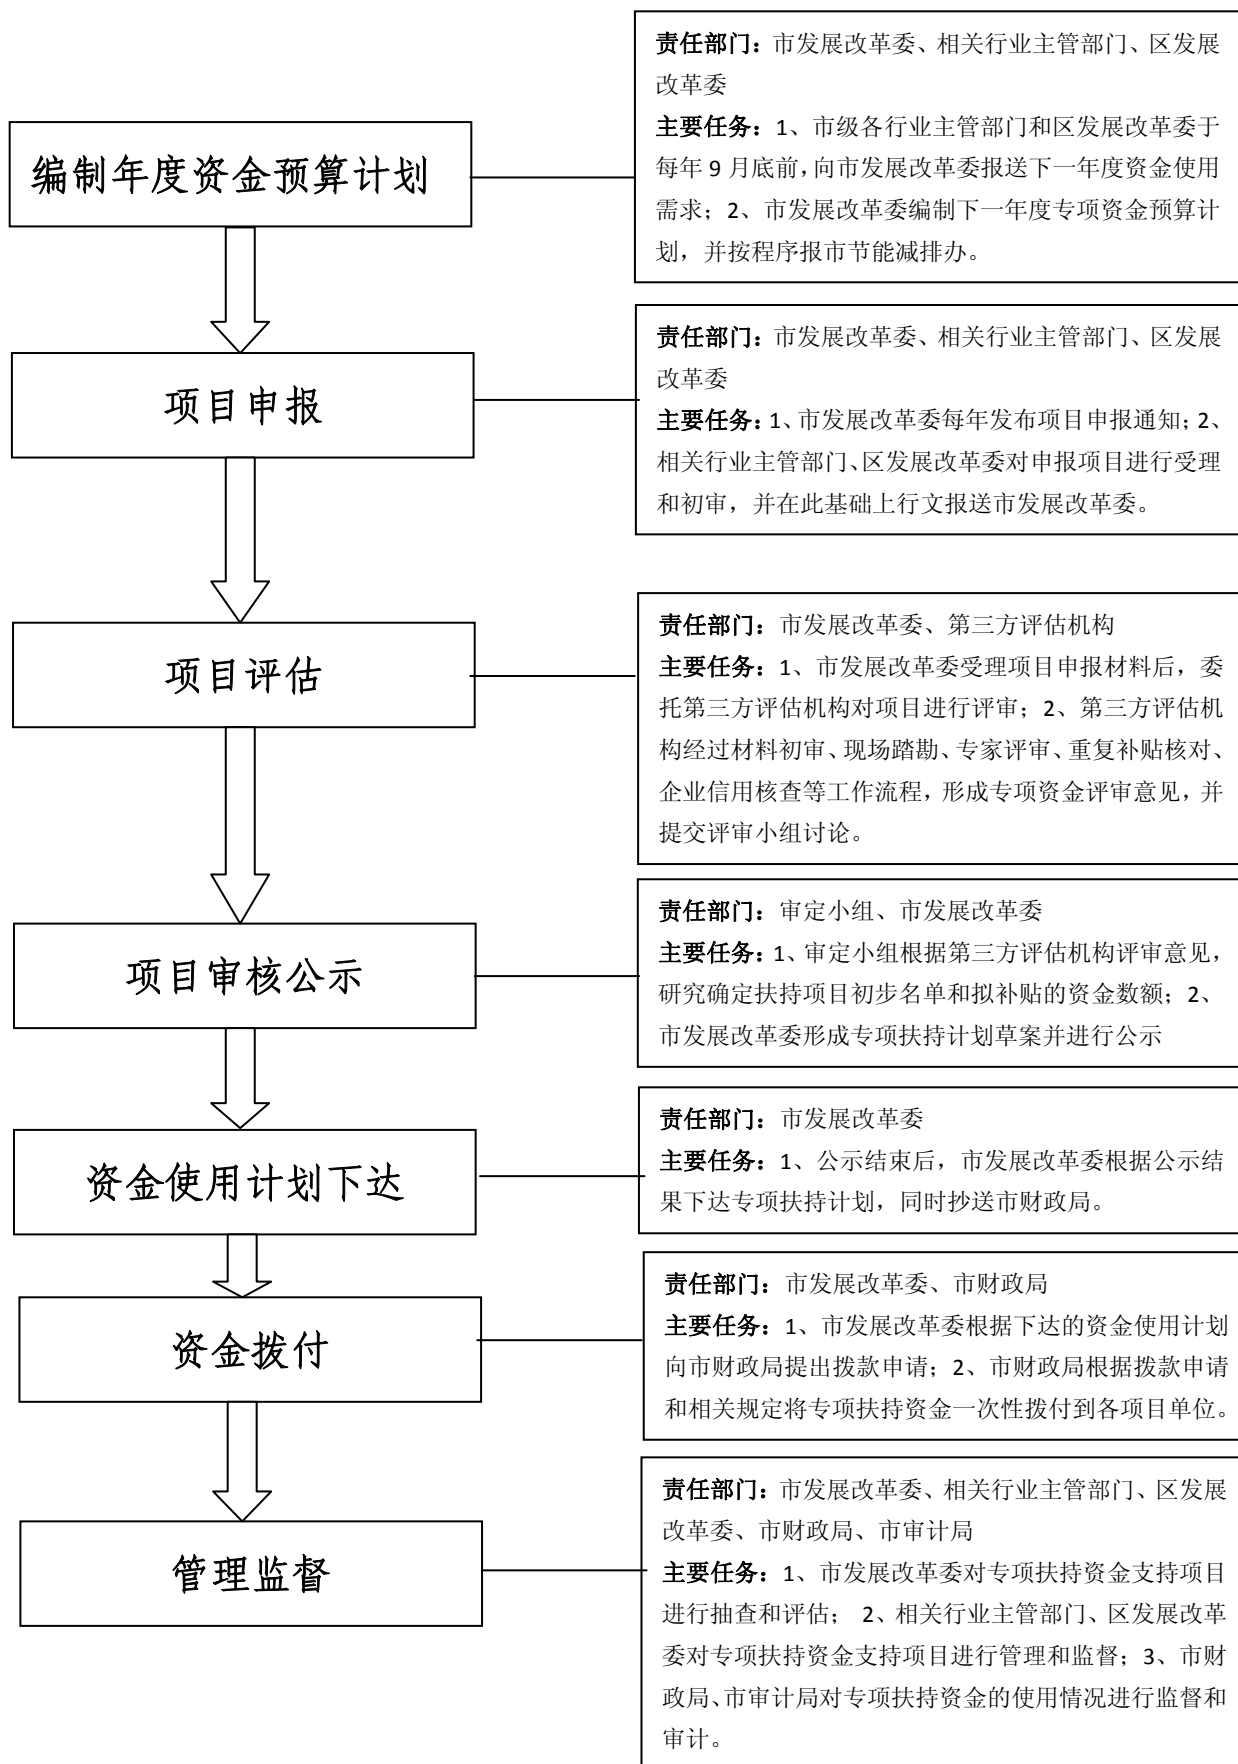 编制年度资金预算计划
责任部门：市发展改革委、相关行业主管部门、区发展
改革委
主要任务：1、市级各行业主管部门和区发展改革委于
每年9月底前，向市发展改革委报送下一年度资金使用
需求；2、市发展改革委编制下一年度专项资金预算计
划，并按程序报市节能减排办。
项目申报
责任部门：市发展改革委、相关行业主管部门、区发展
改革委
主要任务：1、市发展改革委每年发布项目申报通知；2、
相关行业主管部门、区发展改革委对申报项目进行受理
和初审，并在此基础上行文报送市发展改革委。
项目评估
责任部门：市发展改革委、第三方评估机构
主要任务：1、市发展改革委受理项目申报材料后，委
托第三方评估机构对项目进行评审；2、第三方评估机
构经过材料初审、现场踏勘、专家评审、重复补贴核对、
企业信用核查等工作流程，形成专项资金评审意见，并
提交评审小组讨论。
项目审核公示
责任部门：审定小组、市发展改革委
主要任务：1、审定小组根据第三方评估机构评审意见，
研究确定扶持项目初步名单和拟补贴的资金数额；2、
市发展改革委形成专项扶持计划草案并进行公示
资金使用计划下达
责任部门：市发展改革委
主要任务：1、公示结束后，市发展改革委根据公示结
果下达专项扶持计划，同时抄送市财政局。
资金拨付
责任部门：市发展改革委、市财政局
主要任务：1、市发展改革委根据下达的资金使用计划
向市财政局提出拨款申请；2、市财政局根据拨款申请
和相关规定将专项扶持资金一次性拨付到各项目单位。
管理监督
责任部门：市发展改革委、相关行业主管部门、区发展
改革委、市财政局、市审计局
主要任务：1、市发展改革委对专项扶持资金支持项目
进行抽查和评估； 2、相关行业主管部门、区发展改革
委对专项扶持资金支持项目进行管理和监督；3、市财
政局、市审计局对专项扶持资金的使用情况进行监督和
审计。